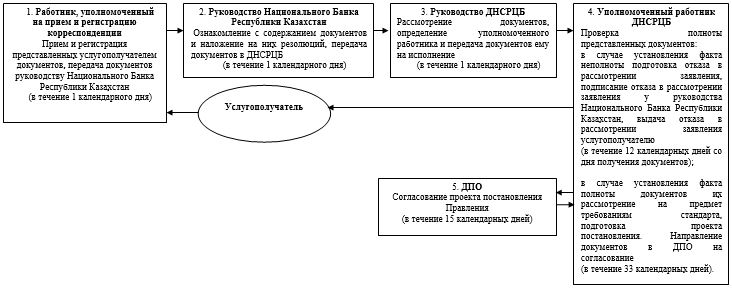 1. Работник, уполномоченный
на прием и регистрацию
корреспонденции
Прием и регистрация
представленных услугополучателем
документов, передача документов
руководству Национального Банка
Республики Казахстан
(в течение 1 календарного дня)
2. Руководство Национального Банка
Республики Казахстан
Ознакомление с содержанием документов
и наложение на них резолюций, передача
документов в ДНСРЦБ
(в течение 1 календарного дня)
3. Руководство ДНСРЦБ
Рассмотрение документов,
определение уполномоченного
работника и передача документов ему
на исполнение
(в течение 1 календарного дня)
4. Уполномоченный работник
ДНСРЦБ
Проверка полноты
представленных документов:
в случае установления факта
неполноты подготовка отказа в
рассмотрении заявления,
подписание отказа в рассмотрении
заявления у руководства
Национального Банка Республики
Казахстан, выдача отказа в
рассмотрении заявления
услугополучателю
(в течение 12 календарных дней со
дня получения документов);
в случае установления факта
полноты документов их
рассмотрение на предмет
требованиям стандарта,
подготовка проекта
постановления. Направление
документов в ДПО на
согласование
(в течение 33 календарных дней).
Услугополучатель
5. ДПО
Согласование проекта постановления
Правления
(в течение 15 календарных дней)